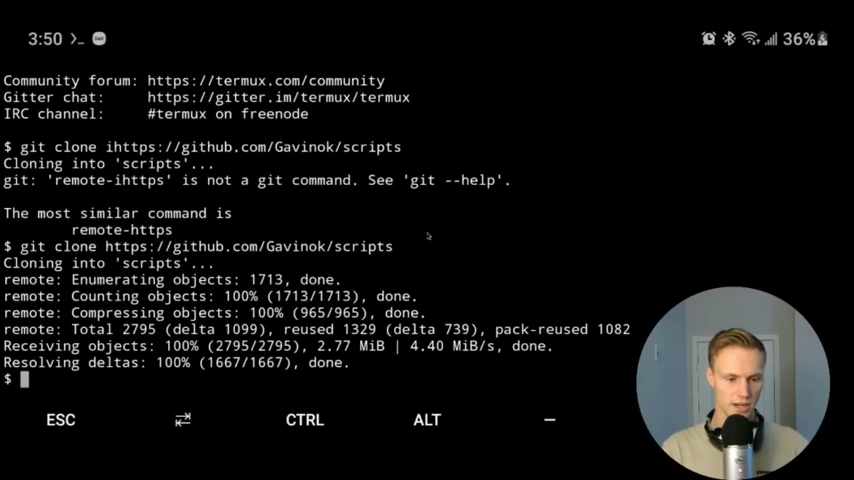 3:50 >_
36%
Community forum: https://termux.com/community
Gitter chat: https://gitter.im/termux/termux
IRC channel: #termux on freenode
$ git clone ihttps://github.com/Gavinok/scripts
Cloning into 'scripts'...
git: 'remote-ihttps' is not a git command. See 'git --help'.
The most similar command is
remote-https
$ git clone https://github.com/Gavinok/scripts
Cloning into 'scripts'...
remote: Enumerating objects: 1713, done.
remote: Counting objects: 100% (1713/1713), done.
remote: Compressing objects: 100% (965/965), done.
remote: Total 2795 (delta 1099), reused 1329 (delta 739), pack-reused 1082
Receiving objects: 100% (2795/2795), 2.77 MiB | 4.40 MiB/s, done.
Resolving deltas: 100% (1667/1667), done.
$
ESC CTRL ALT —